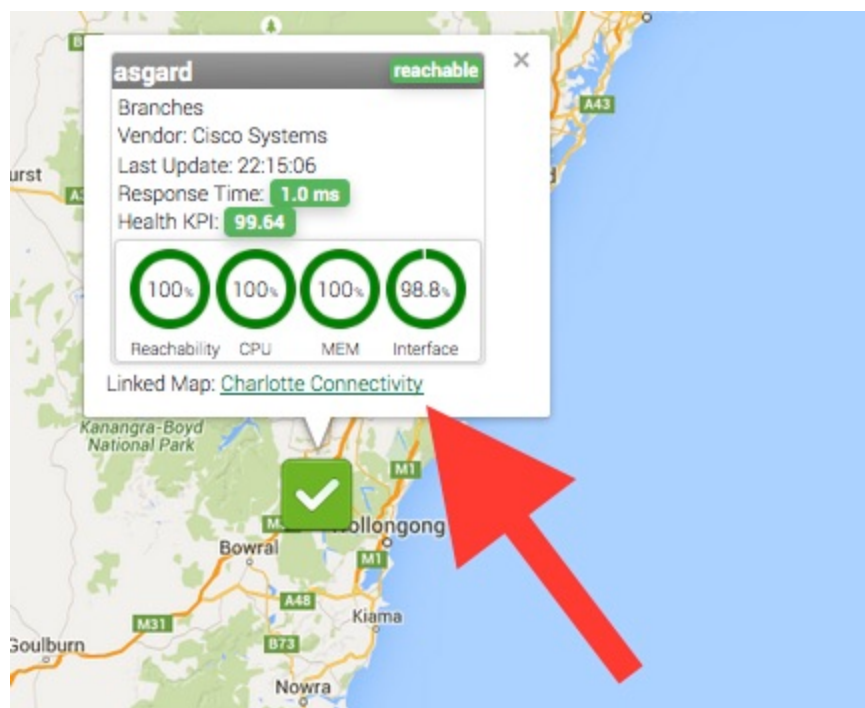 asgard
reachable
×
Branches
Vendor: Cisco Systems
Last Update: 22:15:06
Response Time: 1.0 ms
Health KPI: 99.64
100% 100% 100% 98.8%
Reachability CPU MEM Interface
Linked Map: Charlotte Connectivity
A43
urst
Kanangra-Boyd
National Park
M1
ollongong
Bowral
M1
A48
M31
Kiama
Goulburn
B73
Nowra